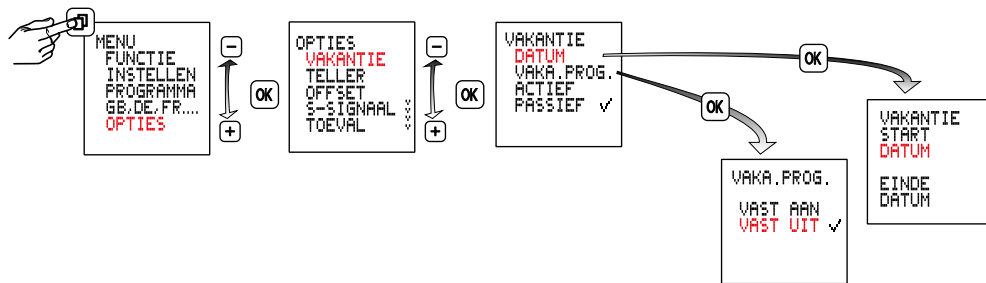 MENU
FUNCTIE
INSTELLEN
PROGRAMMA
GB,DE,FR....
OPTIES
−
+
OK
OPTIES
VAKANTIE
TELLER
OFFSET
S-SIGNAAL
TOEVAL
−
+
OK
VAKANTIE
DATUM
VAKA.PROG.
ACTIEF
PASSIEF ✓
OK
OK
VAKA.PROG.
VAST AAN
VAST UIT ✓
VAKANTIE
START
DATUM
EINDE
DATUM